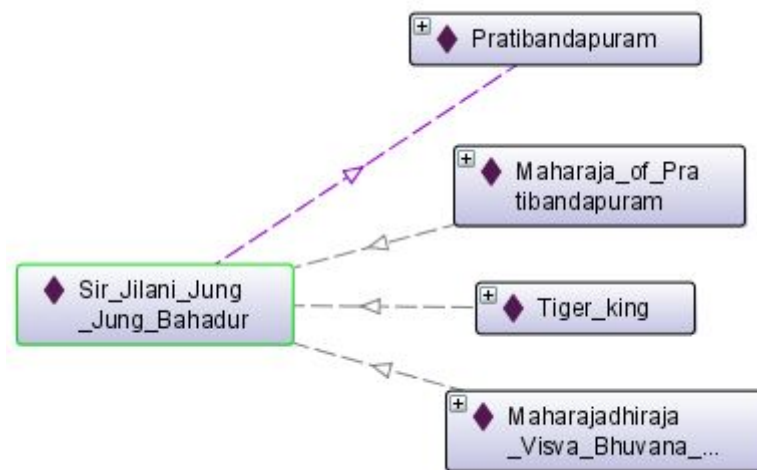 Pratibandapuram
Maharaja_of_Pra
tibandapuram
Sir_Jilani_Jung
_Jung_Bahadur
Tiger_king
Maharajadhiraja
_Visva_Bhuvana_...